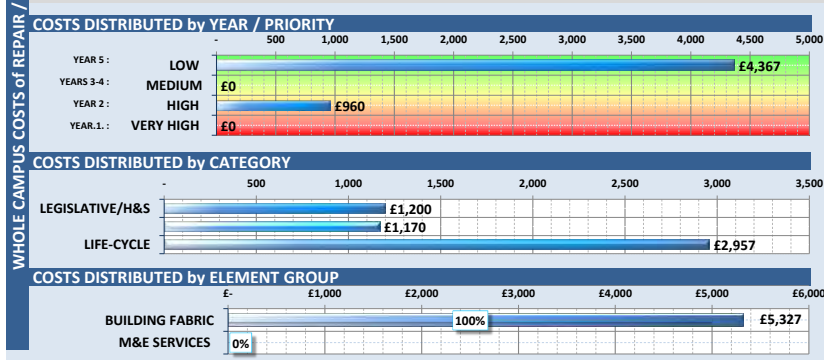 WHOLE CAMPUS COSTS of REPAIR /
COSTS DISTRIBUTED by YEAR / PRIORITY
- 500 1,000 1,500 2,000 2,500 3,000 3,500 4,000 4,500 5,000
YEAR 5 : LOW £4,367
YEARS 3-4 : MEDIUM £0
YEAR 2 : HIGH £960
YEAR.1. : VERY HIGH £0
COSTS DISTRIBUTED by CATEGORY
- 500 1,000 1,500 2,000 2,500 3,000 3,500
LEGISLATIVE/H&S £1,200
£1,170
LIFE-CYCLE £2,957
COSTS DISTRIBUTED by ELEMENT GROUP
£- £1,000 £2,000 £3,000 £4,000 £5,000 £6,000
BUILDING FABRIC 100% £5,327
M&E SERVICES 0%